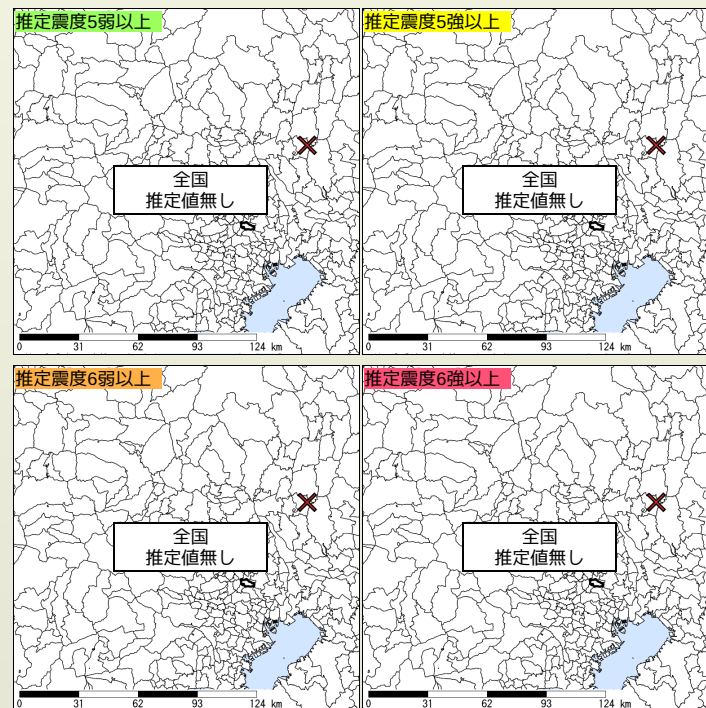 推定震度5弱以上
全国
推定値無し
0 31 62 93 124 km
推定震度5強以上
全国
推定値無し
0 31 62 93 124 km
推定震度6弱以上
全国
推定値無し
0 31 62 93 124 km
推定震度6強以上
全国
推定値無し
0 31 62 93 124 km